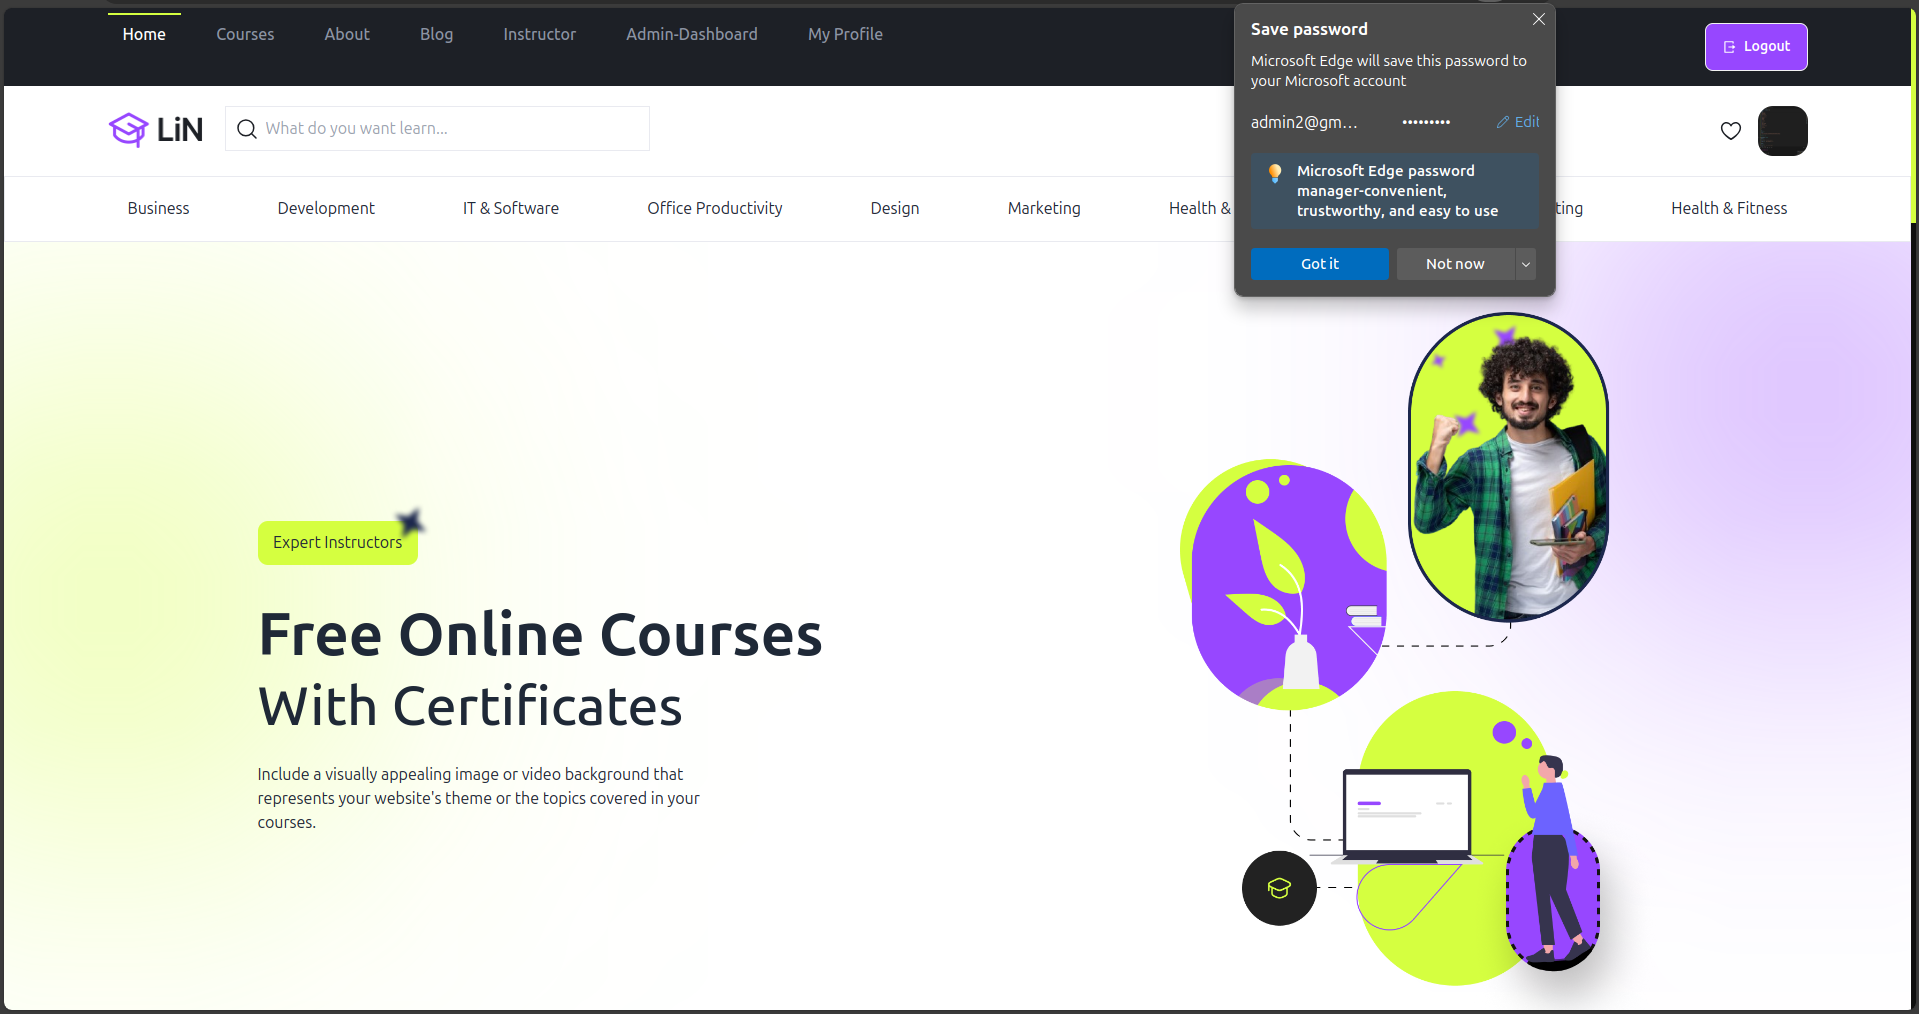 Home
Courses
About
Blog
Instructor
Admin-Dashboard
My Profile
Logout
Save password
Microsoft Edge will save this password to
your Microsoft account
admin2@gm...
•••••••••
Edit
Microsoft Edge password
manager-convenient,
trustworthy, and easy to use
Got it
Not now
LiN
What do you want learn...
Business
Development
IT & Software
Office Productivity
Design
Marketing
Health &
ting
Health & Fitness
Expert Instructors
Free Online Courses
With Certificates
Include a visually appealing image or video background that
represents your website's theme or the topics covered in your
courses.